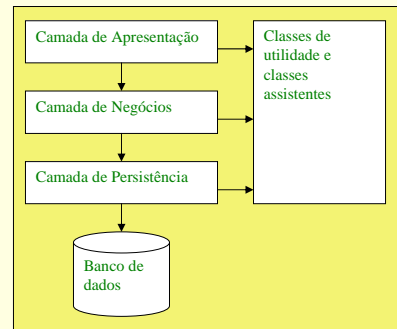 Camada de Apresentação
Classes de
utilidade e
classes
assistentes
Camada de Negócios
Camada de Persistência
Banco de
dados